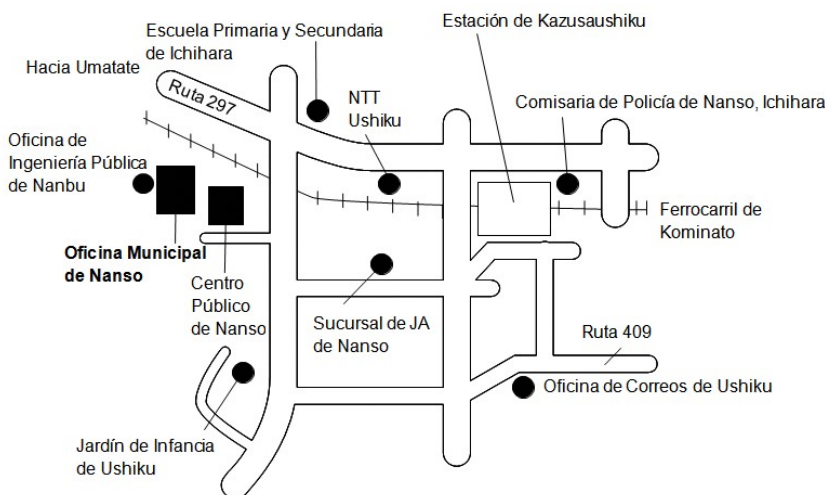 Estación de Kazusaushiku
Escuela Primaria y Secundaria
de Ichihara
Hacia Umatate
Ruta 297
NTT
Ushiku
Comisaria de Policía de Nanso, Ichihara
Oficina de
Ingeniería Pública
de Nanbu
Ferrocarril de
Kominato
Oficina Municipal
de Nanso
Centro
Público
de Nanso
Sucursal de JA
de Nanso
Ruta 409
Oficina de Correos de Ushiku
Jardín de Infancia
de Ushiku